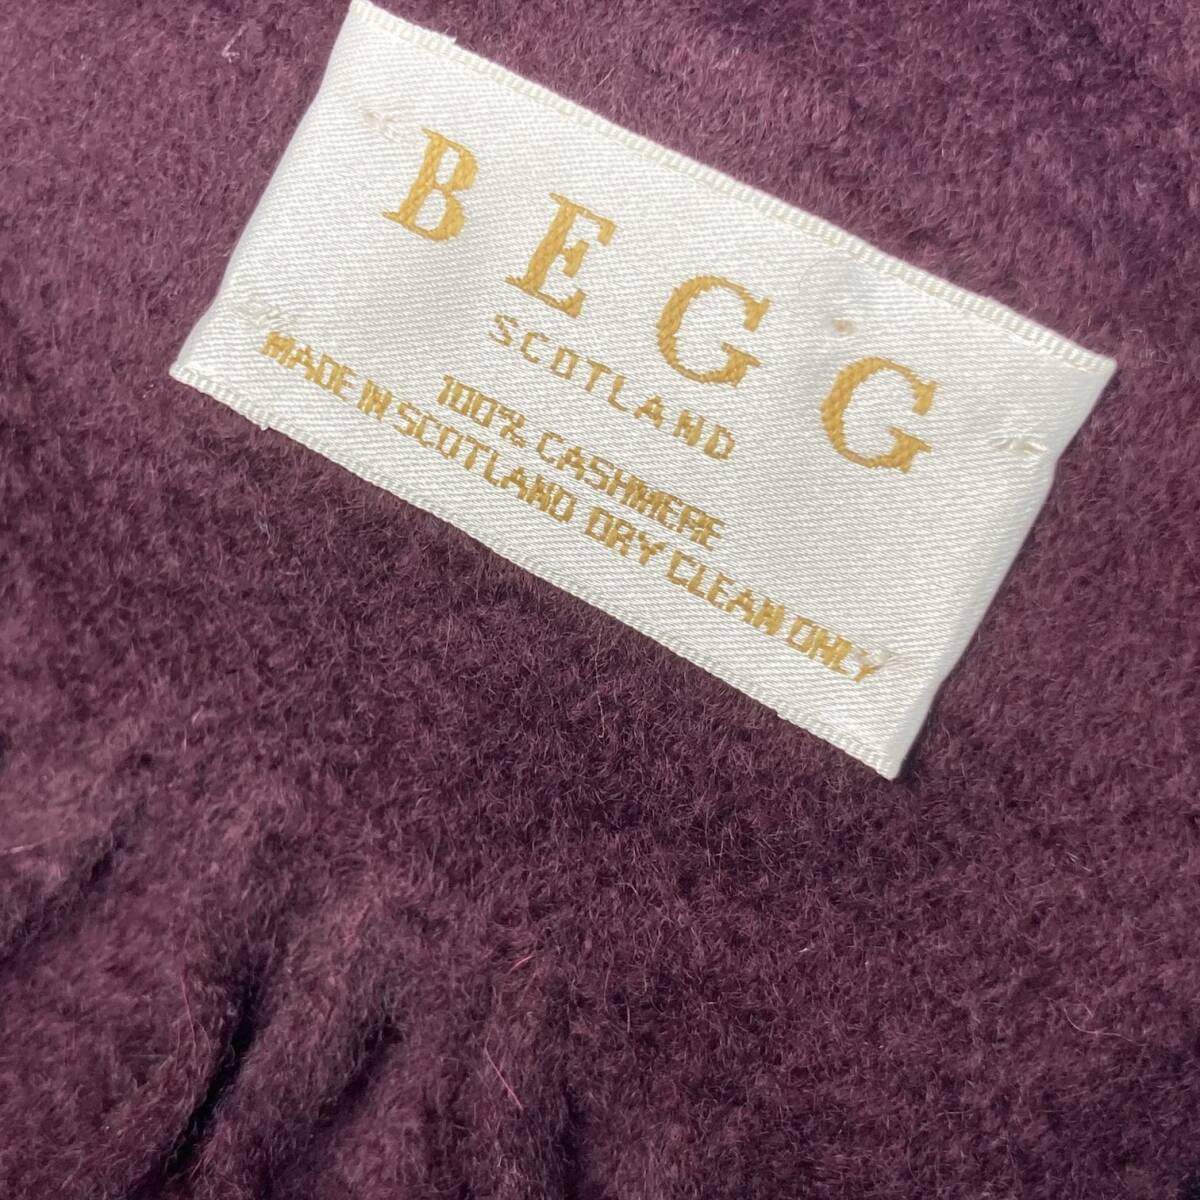 BEGG
SCOTLAND
100% CASHMERE
MADE IN SCOTLAND DRY CLEAN ONLY